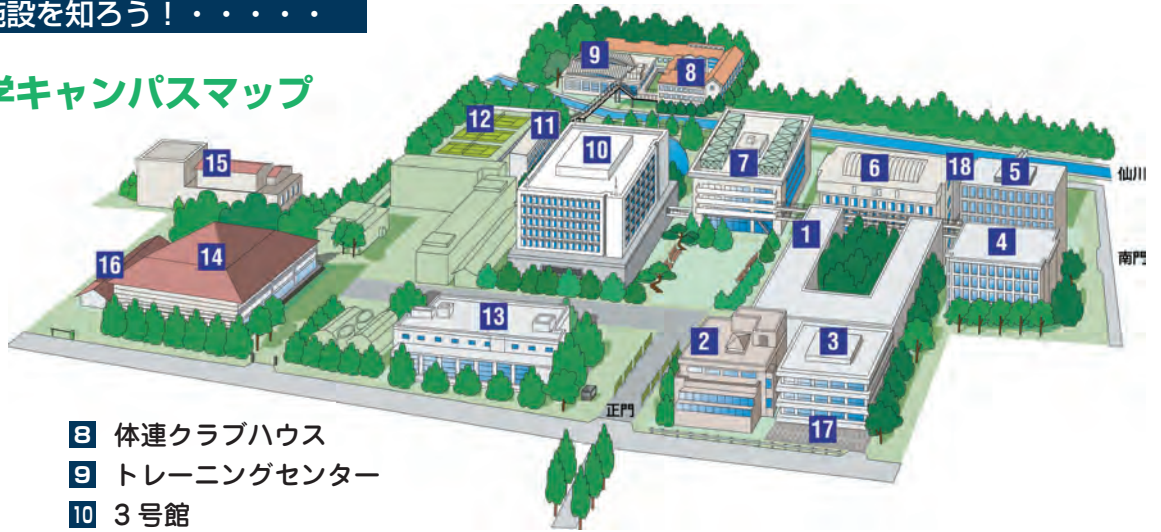 施設を知ろう！・・・・・
学キャンパスマップ
9
8
12
11
10
7
6
18
5
仙川
15
1
4
南門
14
16
13
2
3
正門
17
8 体連クラブハウス
9 トレーニングセンター
10 3号館